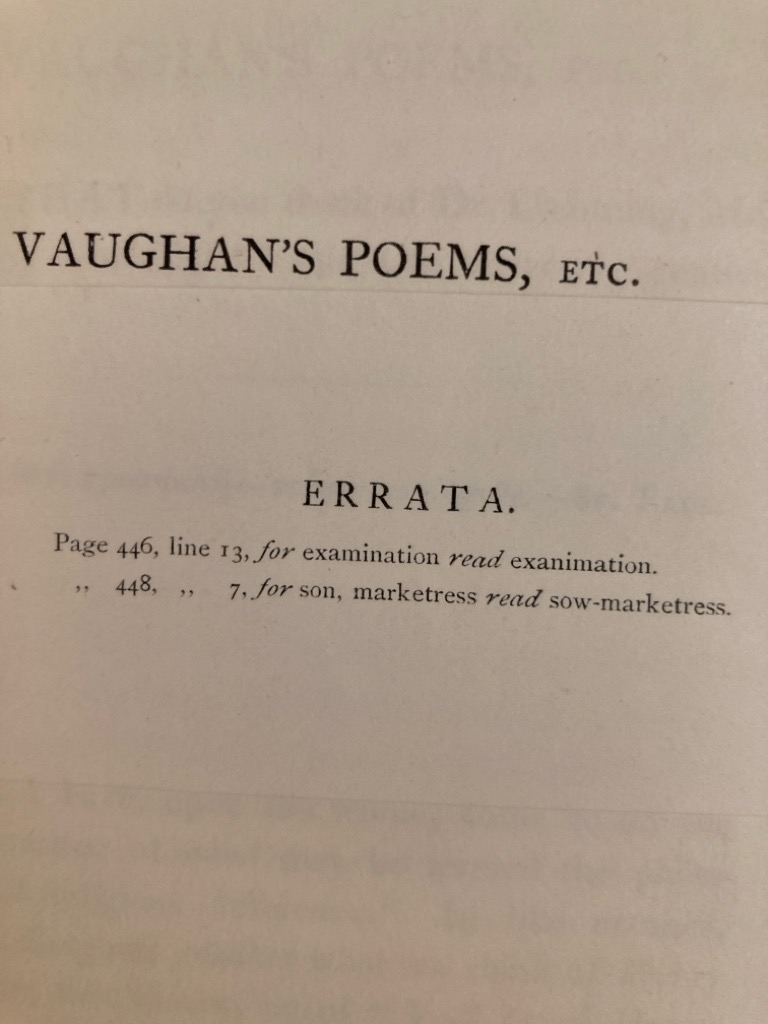 VAUGHAN'S POEMS, ETC.
ERRATA.
Page 446, line 13, for examination read exanimation.
,, 448, ,, 7, for son, marketress read sow-marketress.